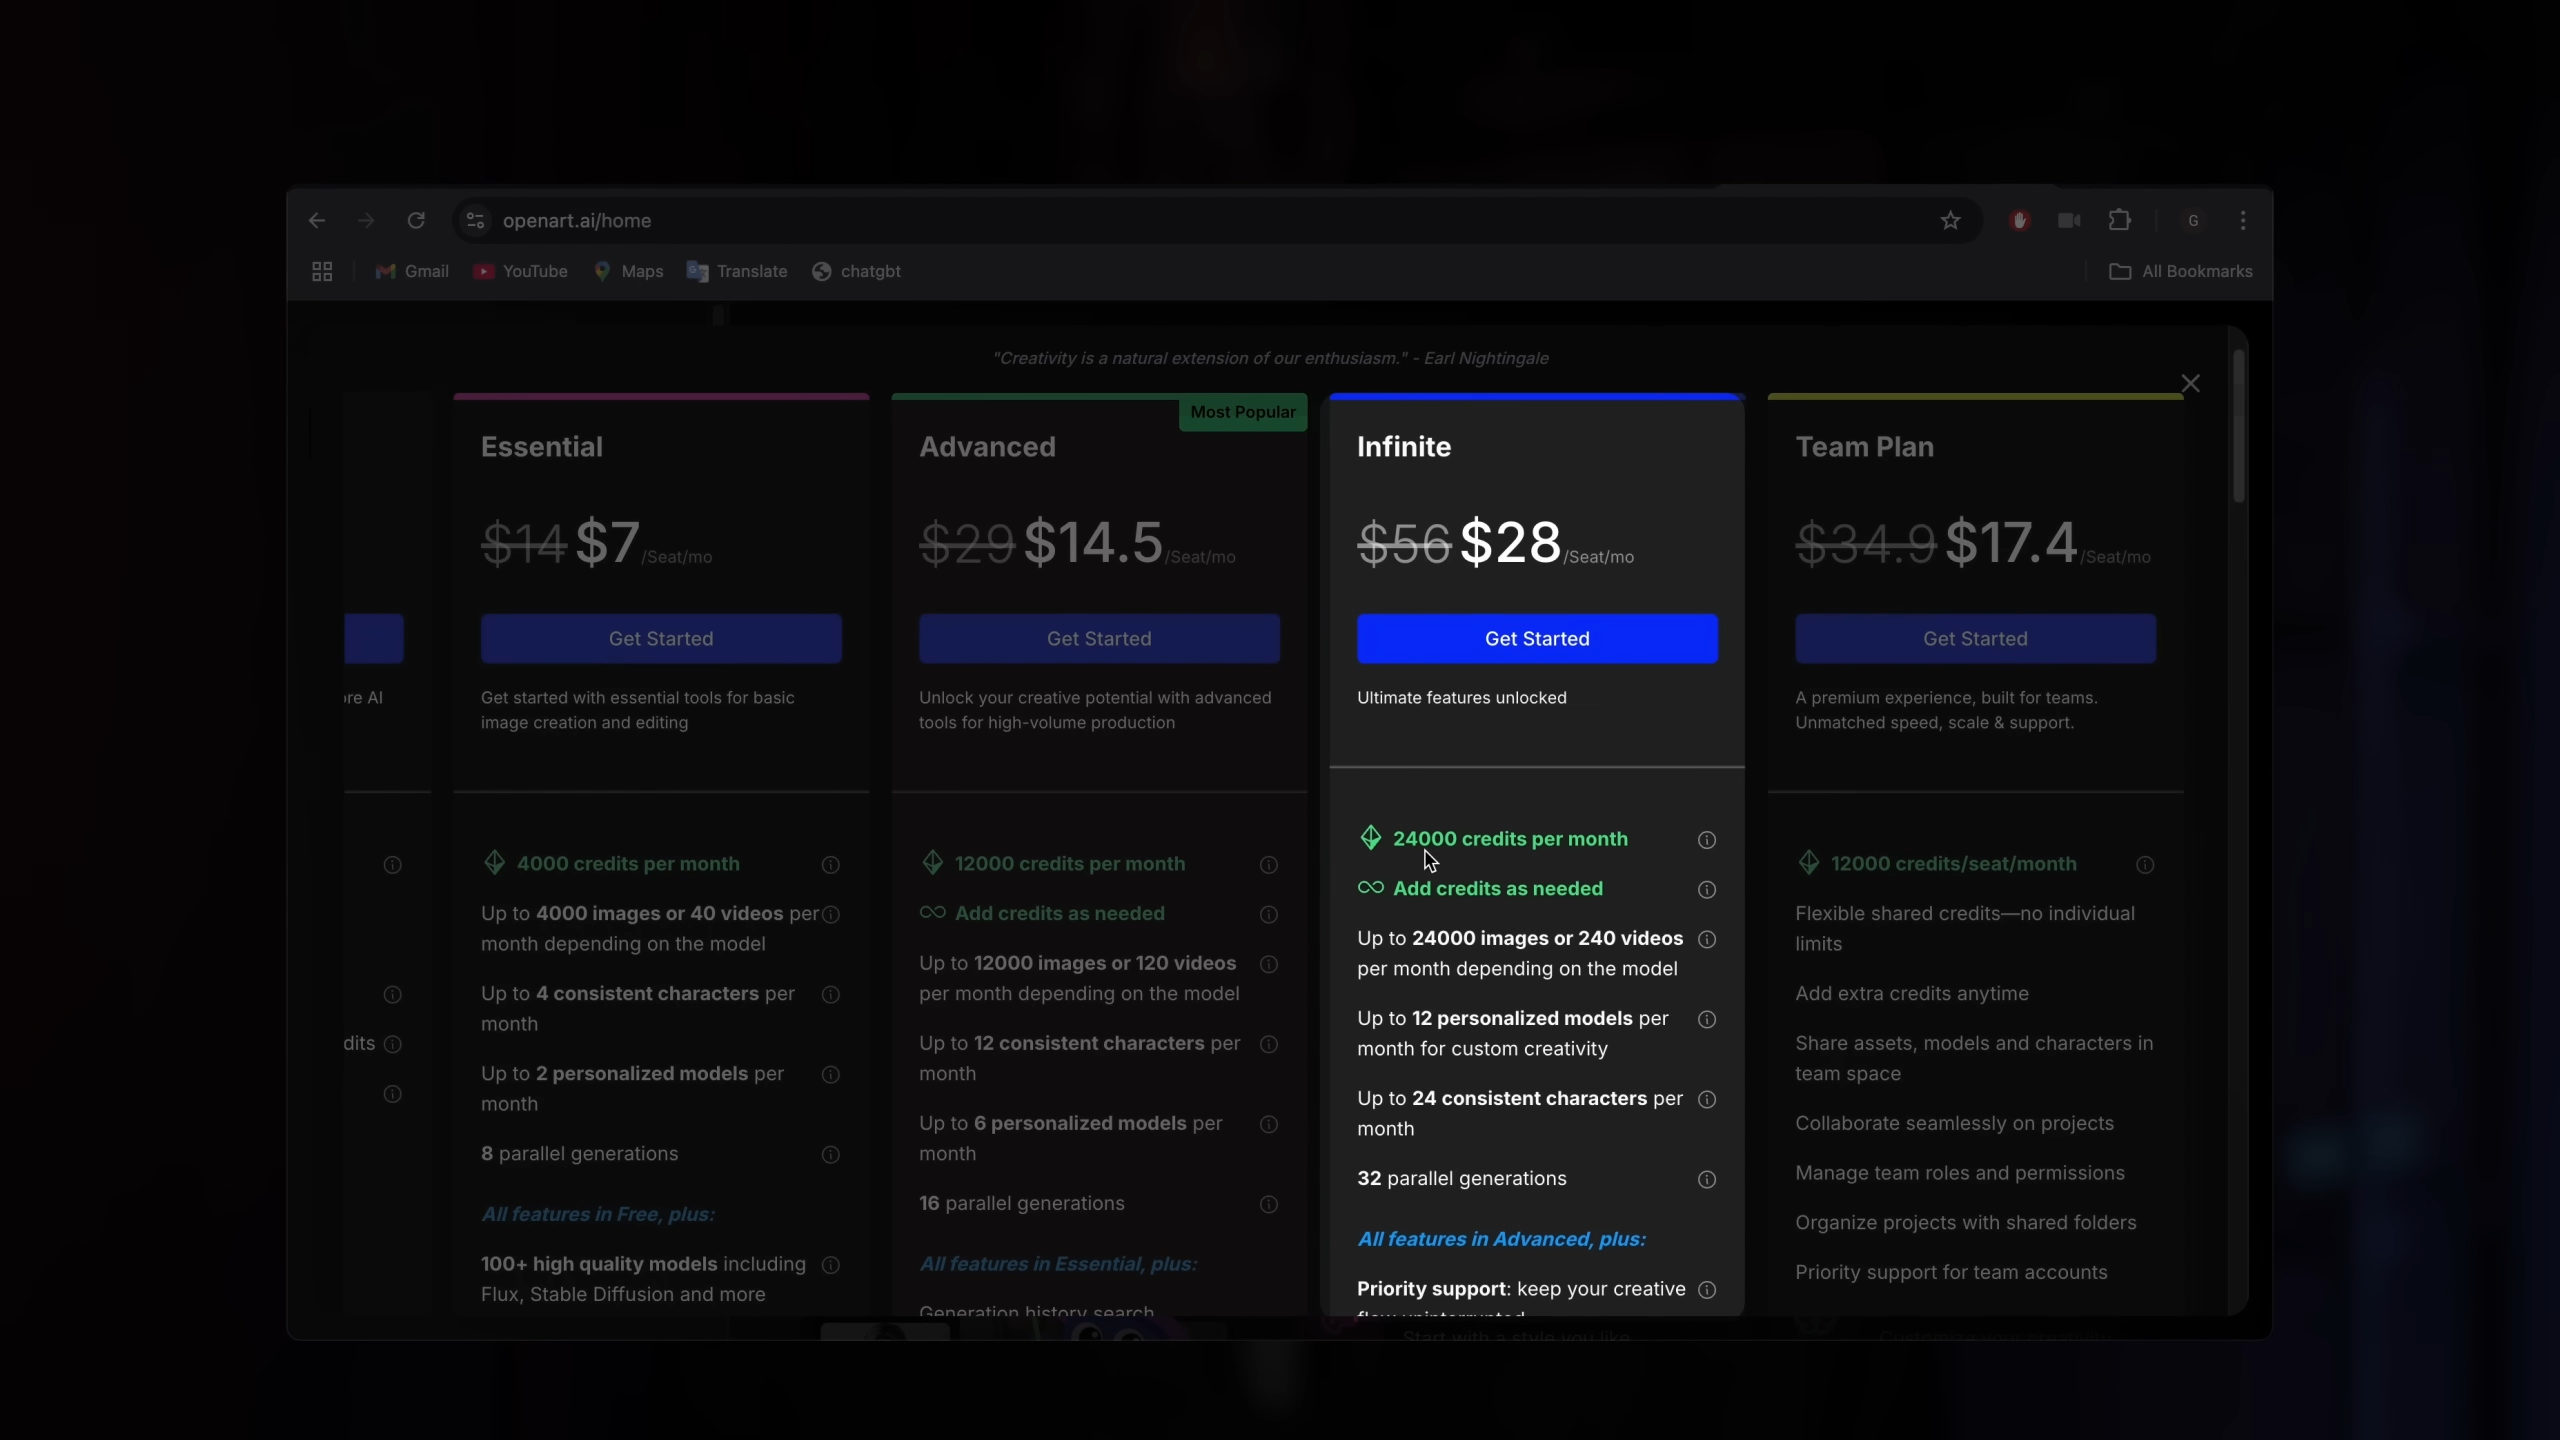 openart.ai/home
G
Gmail
YouTube
Maps
Translate
chatgbt
All Bookmarks
"Creativity is a natural extension of our enthusiasm." - Earl Nightingale
re AI
dits
Essential
$14 $7 /Seat/mo
Get Started
Get started with essential tools for basic
image creation and editing
4000 credits per month
Up to 4000 images or 40 videos per
month depending on the model
Up to 4 consistent characters per
month
Up to 2 personalized models per
month
8 parallel generations
All features in Free, plus:
100+ high quality models including
Flux, Stable Diffusion and more
Most Popular
Advanced
$29 $14.5 /Seat/mo
Get Started
Unlock your creative potential with advanced
tools for high-volume production
12000 credits per month
Add credits as needed
Up to 12000 images or 120 videos
per month depending on the model
Up to 12 consistent characters per
month
Up to 6 personalized models per
month
16 parallel generations
All features in Essential, plus:
Generation history search
Infinite
$56 $28 /Seat/mo
Get Started
Ultimate features unlocked
24000 credits per month
Add credits as needed
Up to 24000 images or 240 videos
per month depending on the model
Up to 12 personalized models per
month for custom creativity
Up to 24 consistent characters per
month
32 parallel generations
All features in Advanced, plus:
Priority support: keep your creative
flow uninterrupted
Start with a style you like
Team Plan
$34.9 $17.4 /Seat/mo
Get Started
A premium experience, built for teams.
Unmatched speed, scale & support.
12000 credits/seat/month
Flexible shared credits—no individual
limits
Add extra credits anytime
Share assets, models and characters in
team space
Collaborate seamlessly on projects
Manage team roles and permissions
Organize projects with shared folders
Priority support for team accounts